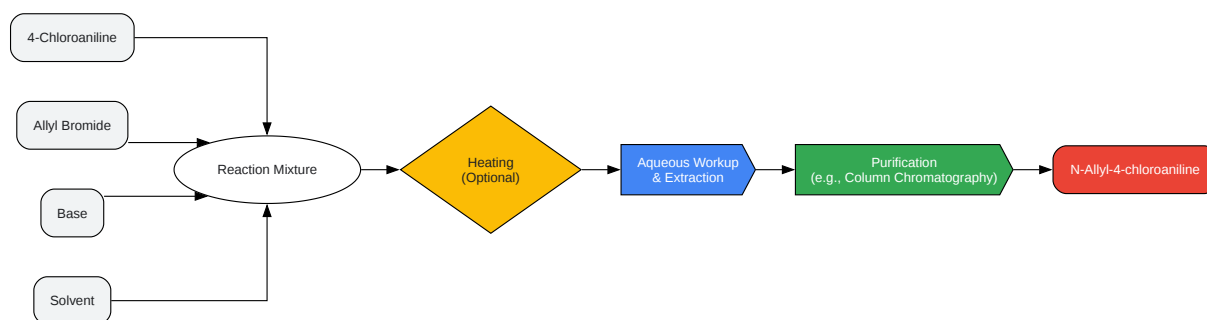 4-Chloroaniline
Allyl Bromide
Base
Solvent
Reaction Mixture
Heating
(Optional)
Aqueous Workup
& Extraction
Purification
(e.g., Column Chromatography)
N-Allyl-4-chloroaniline